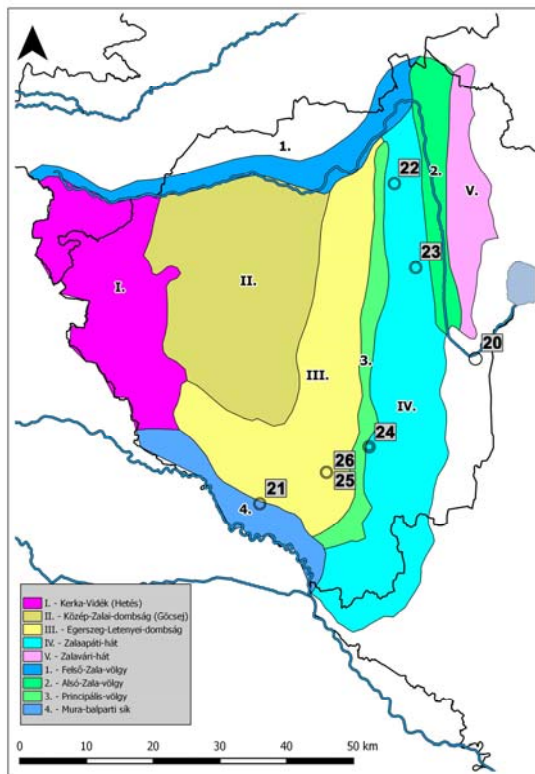 1.
22
2.
V.
23
I.
II.
20
3.
III.
IV.
24
26
25
21
4.
I. - Kerka-Vidék (Hetés)
II. - Közép-Zalai-dombság (Göcsej)
III. - Egerszeg-Letenyei-dombság
IV. - Zalaapáti-hát
V. - Zalavári-hát
1. - Felső-Zala-völgy
2. - Alsó-Zala-völgy
3. - Principális-völgy
4. - Mura-balparti sík
0 10 20 30 40 50 km